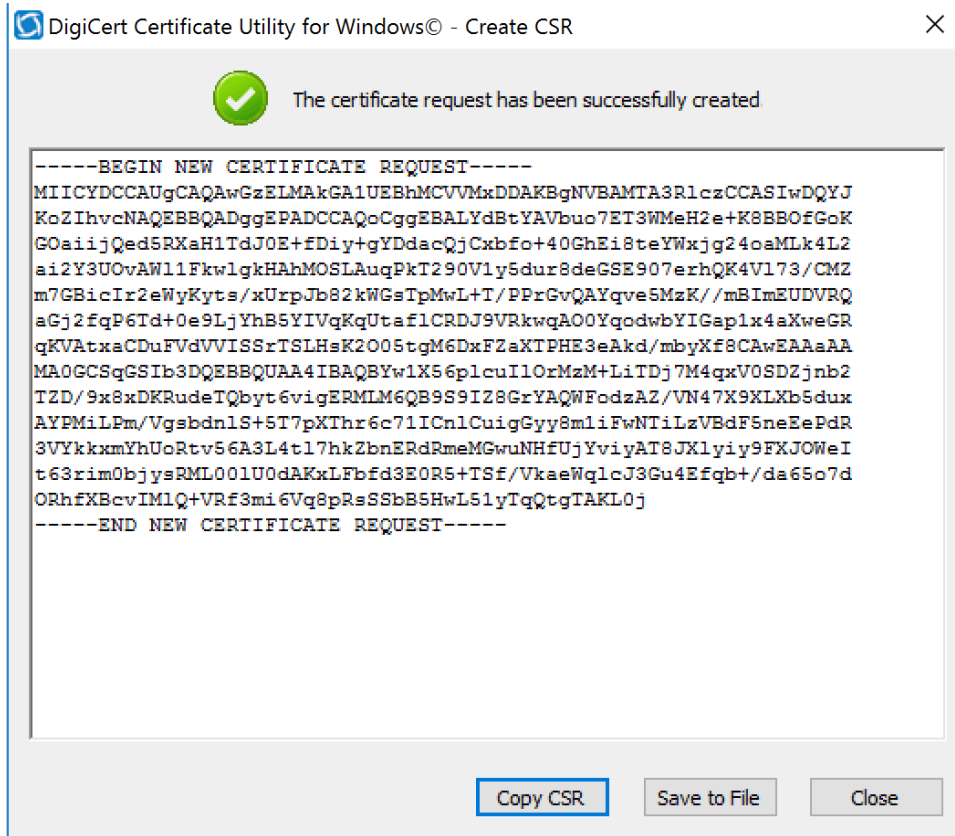 DigiCert Certificate Utility for Windows© - Create CSR
The certificate request has been successfully created.
-----BEGIN NEW CERTIFICATE REQUEST-----
MIICYDCCAUgCAQAwGzELMAkGA1UEBhMCVVMxDDAKBgNVBAMTA3RlczCCASIwDQYJ
KoZIhvcNAQEBBQADggEPADCCAQoCggEBALYdBtYAVbuo7ET3WMeH2e+K8BBOfGoK
GOaiijQed5RXaH1TdJ0E+fDiy+gYDdacQjCxbfo+40GhEi8teYWxjg24oaMLk4L2
ai2Y3UOvAWl1FkwlgkHAhMOSLAuqPkT290V1y5dur8deGSE907erhQK4Vl73/CMZ
m7GBicIr2eWyKyts/xUrpJb82kWGsTpMwL+T/PPrGvQAYqve5MzK//mBImEUDVRQ
aGj2fqP6Td+0e9LjYhB5YIVqKqUtaflCRDJ9VRkwqAO0YqodwbYIGap1x4aXweGR
qKVAtxaCDuFVdVVISSrTSLHsK2O05tgM6DxFZaXTPHE3eAkd/mbyXf8CAwEAAaAA
MA0GCSqGSIb3DQEBBQUAA4IBAQBYw1X56plcuIlOrMzM+LiTDj7M4qxV0SDZjnb2
TZD/9x8xDKRudeTQbyt6vigERMLM6QB9S9IZ8GrYAQWFodzAZ/VN47X9XLXb5dux
AYPMiLPm/VgsbdnlS+5T7pXThr6c71ICnlCuigGyy8m1iFwNTiLzVBdF5neEePdR
3VYkkxmYhUoRtv56A3L4tl7hkZbnERdRmeMGwuNHfUjYviyAT8JXlyiy9FXJOWeI
t63rim0bjysRML00lU0dAKxLFbfd3E0R5+TSf/VkaeWqlcJ3Gu4Efqb+/da65o7d
ORhfXBcvIMlQ+VRf3mi6Vq8pRsSSbB5HwL51yTqQtgTAKL0j
-----END NEW CERTIFICATE REQUEST-----
Copy CSR
Save to File
Close